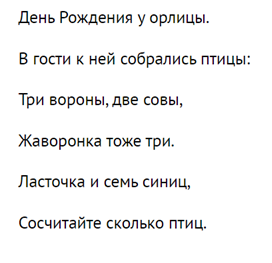 День Рождения у орлицы.
В гости к ней собрались птицы:
Три вороны, две совы,
Жаворонка тоже три.
Ласточка и семь синиц,
Сосчитайте сколько птиц.